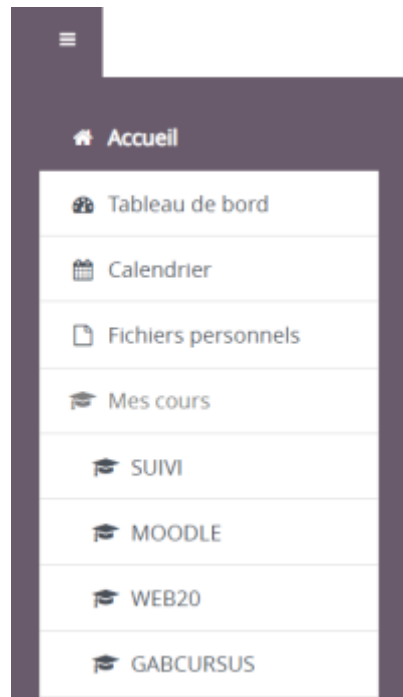 Accueil
Tableau de bord
Calendrier
Fichiers personnels
Mes cours
SUIVI
MOODLE
WEB20
GABCURSUS